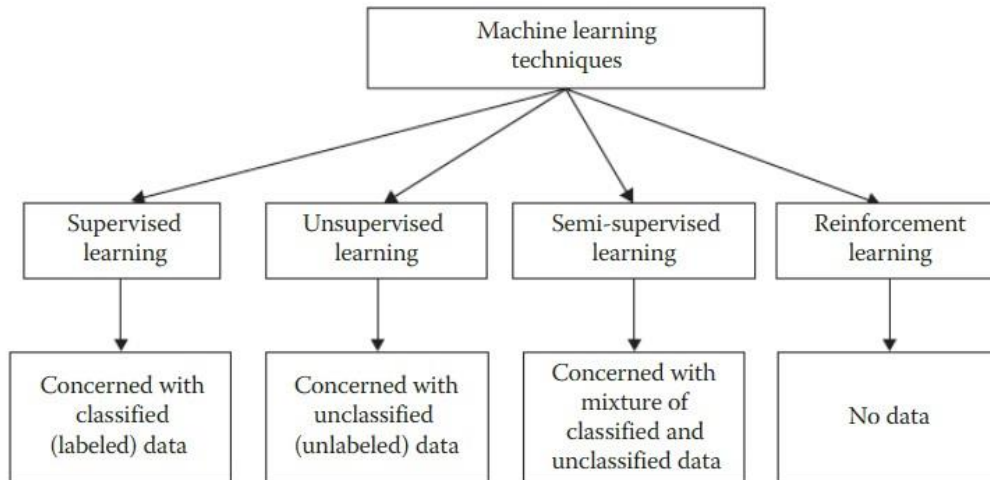 Machine learning
techniques
Supervised
learning
Unsupervised
learning
Semi-supervised
learning
Reinforcement
learning
Concerned with
classified
(labeled) data
Concerned with
unclassified
(unlabeled) data
Concerned with
mixture of
classified and
unclassified data
No data